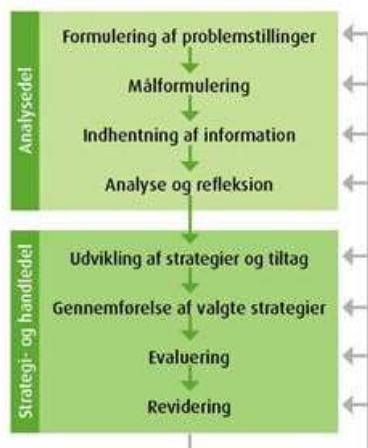 Analysedel
Formulering af problemstillinger
Målformulering
Indhentning af information
Analyse og refleksion
Strategi- og handledel
Udvikling af strategier og tiltag
Gennemførelse af valgte strategier
Evaluering
Revidering